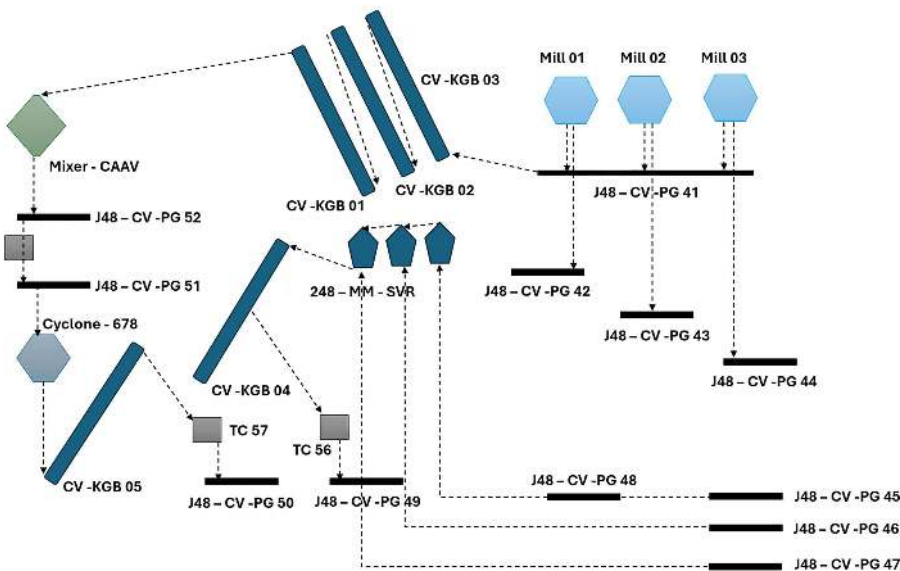 Mill 01
Mill 02
Mill 03
CV -KGB 03
Mixer - CAAV
CV -KGB 02
CV -KGB 01
J48 – CV -PG 41
J48 – CV -PG 52
J48 – CV -PG 51
248 – MM - SVR
J48 – CV -PG 42
Cyclone - 678
J48 – CV -PG 43
J48 – CV -PG 44
CV -KGB 04
TC 57
TC 56
CV -KGB 05
J48 – CV -PG 50
J48 – CV -PG 49
J48 – CV -PG 48
J48 – CV -PG 45
J48 – CV -PG 46
J48 – CV -PG 47